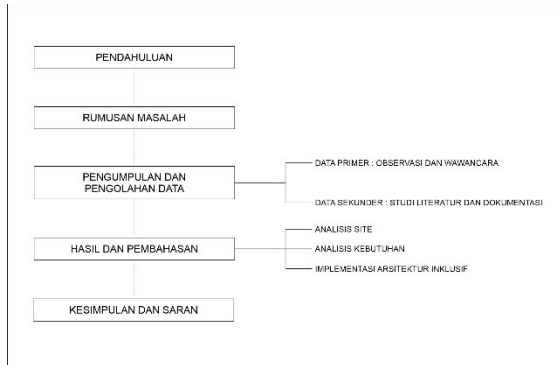 PENDAHULUAN
RUMUSAN MASALAH
PENGUMPULAN DAN
PENGOLAHAN DATA
DATA PRIMER : OBSERVASI DAN WAWANCARA
DATA SEKUNDER : STUDI LITERATUR DAN DOKUMENTASI
HASIL DAN PEMBAHASAN
ANALISIS SITE
ANALISIS KEBUTUHAN
IMPLEMENTASI ARSITEKTUR INKLUSIF
KESIMPULAN DAN SARAN